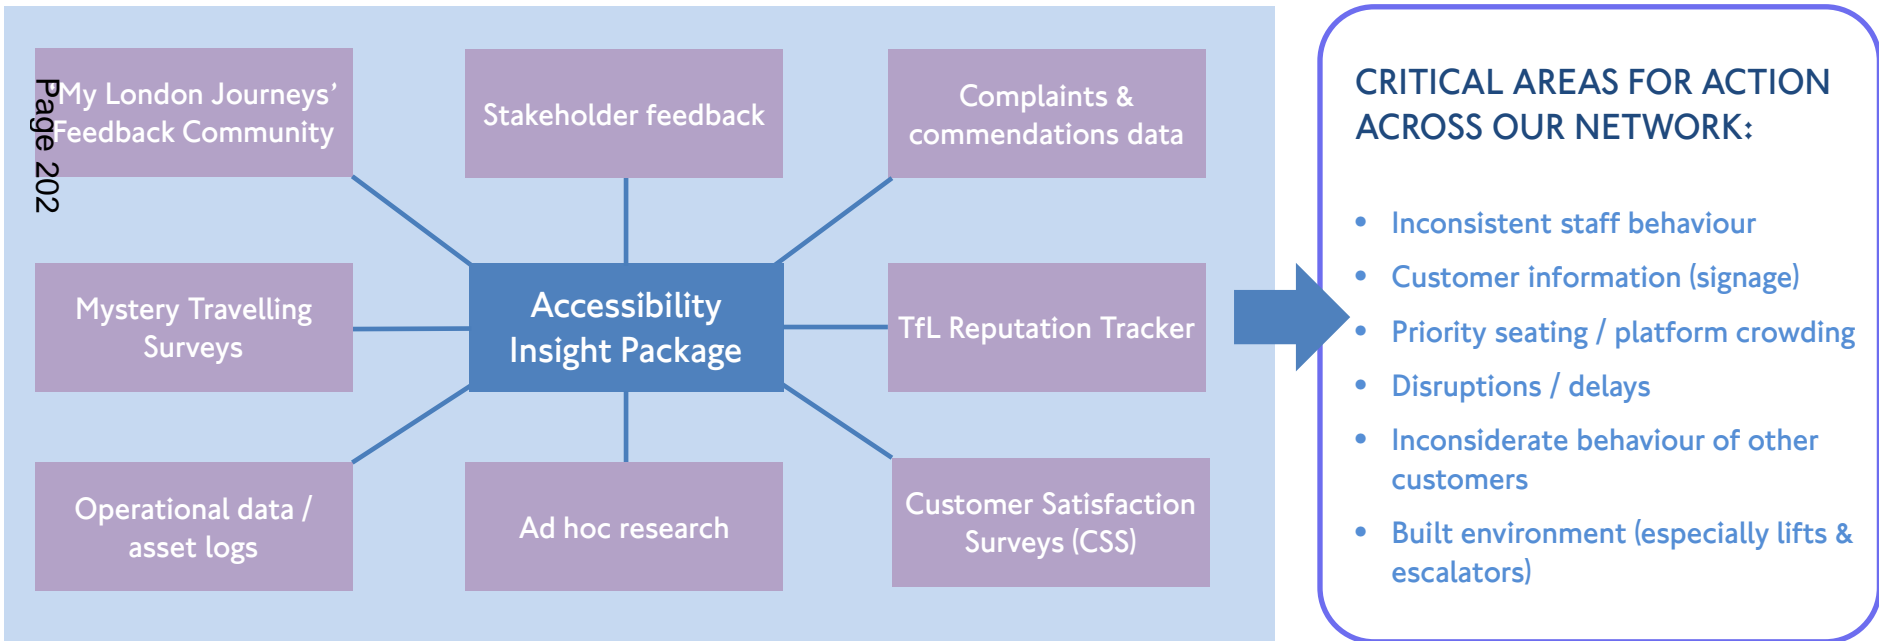 Page 202
'My London Journeys'
Feedback Community
Stakeholder feedback
Complaints &
commendations data
Mystery Travelling
Surveys
Accessibility
Insight Package
TfL Reputation Tracker
Operational data /
asset logs
Ad hoc research
Customer Satisfaction
Surveys (CSS)
CRITICAL AREAS FOR ACTION
ACROSS OUR NETWORK:
• Inconsistent staff behaviour
• Customer information (signage)
• Priority seating / platform crowding
• Disruptions / delays
• Inconsiderate behaviour of other
customers
• Built environment (especially lifts &
escalators)